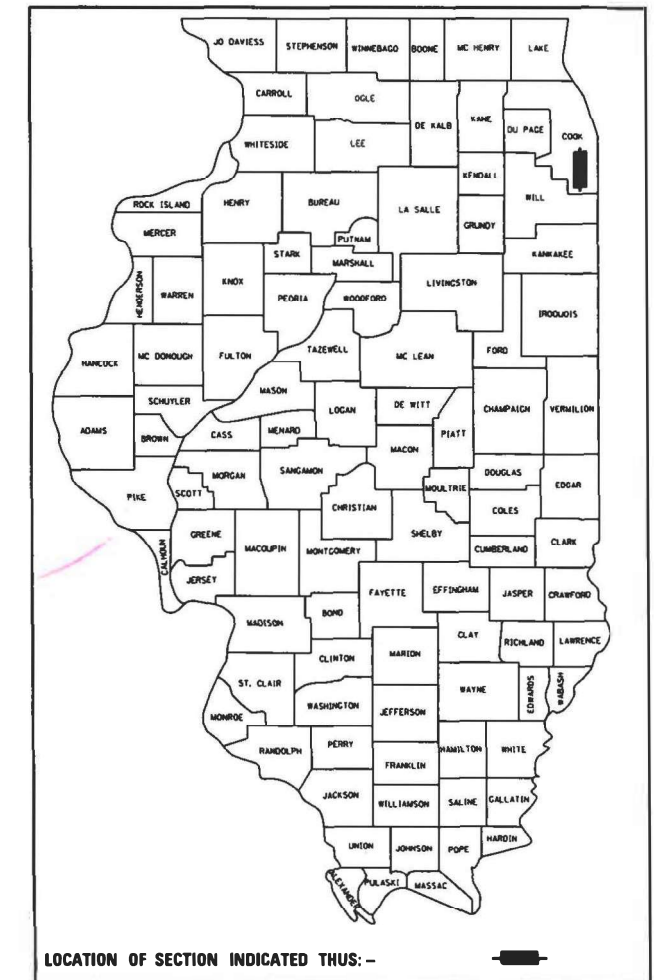 JO DAVIESS
STEPHENSON
WINNEBAGO
BOONE
MC HENRY
LAKE
CARROLL
OGLE
DE KALB
KANE
DU PAGE
COOK
WHITESIDE
LEE
KENDALL
WILL
ROCK ISLAND
HENRY
BUREAU
LA SALLE
GRUNDY
MERCER
PUTNAM
STARK
MARSHALL
KANKAKEE
HENDERSON
WARREN
KNOX
PEORIA
WOODFORD
LIVINGSTON
IROQUOIS
HANCOCK
MC DONOUGH
FULTON
TAZEWELL
MC LEAN
FORD
MASON
SCHUYLER
LOGAN
DE WITT
CHAMPAIGN
VERMILION
ADAMS
BROWN
CASS
MENARD
MACON
PIATT
MORGAN
SANGAMON
DOUGLAS
EDGAR
PIKE
SCOTT
CHRISTIAN
MOULTRIE
COLES
GREENE
MACOUPIN
MONTGOMERY
SHELBY
CUMBERLAND
CLARK
CALHOUN
JERSEY
FAYETTE
EFFINGHAM
JASPER
CRAWFORD
MADISON
BOND
CLAY
RICHLAND
LAWRENCE
CLINTON
MARION
ST. CLAIR
WAYNE
EDWARDS
WABASH
MONROE
WASHINGTON
JEFFERSON
RANDOLPH
PERRY
HAMILTON
WHITE
FRANKLIN
JACKSON
WILLIAMSON
SALINE
GALLATIN
UNION
JOHNSON
POPE
HARDIN
ALEXANDER
PULASKI
MASSAC
LOCATION OF SECTION INDICATED THUS: -